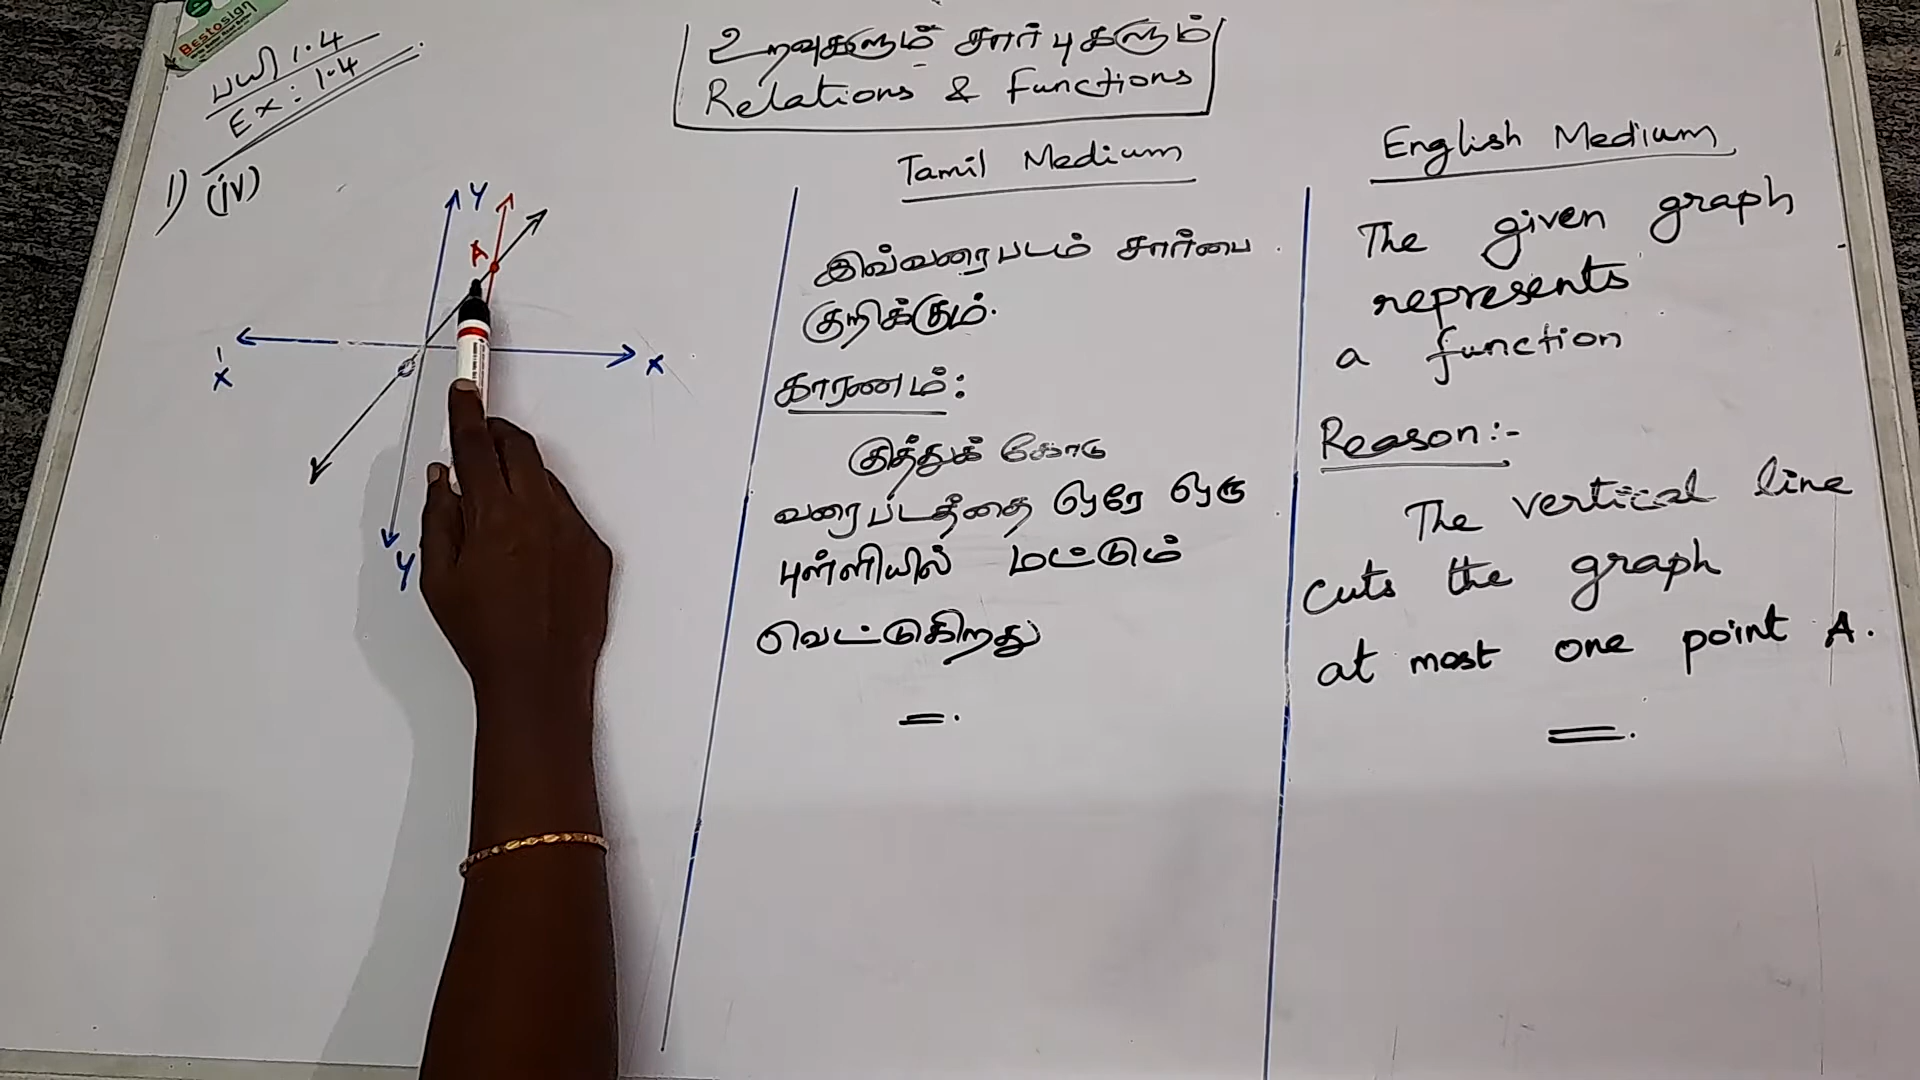 Bestosign
பயி 1.4
Ex: 1.4
உறவுகளும் சார்புகளும்
Relations & Functions
1) (iv)
Y
A
X'
X
Y
Tamil Medium
இவ்வரைபடம் சார்பை
குறிக்கும்.
காரணம்:
குத்துக் கோடு
வரைபடத்தை ஒரே ஒரு
புள்ளியில் மட்டும்
வெட்டுகிறது
English Medium
The given graph
represents
a function
Reason:-
The vertical line
cuts the graph
at most one point A.